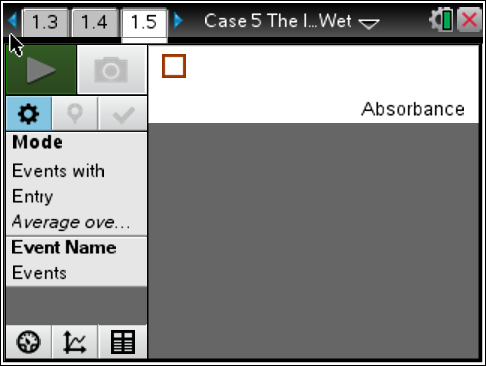 1.3 1.4 1.5 Case 5 The I...Wet
Absorbance
Mode
Events with
Entry
Average ove...
Event Name
Events